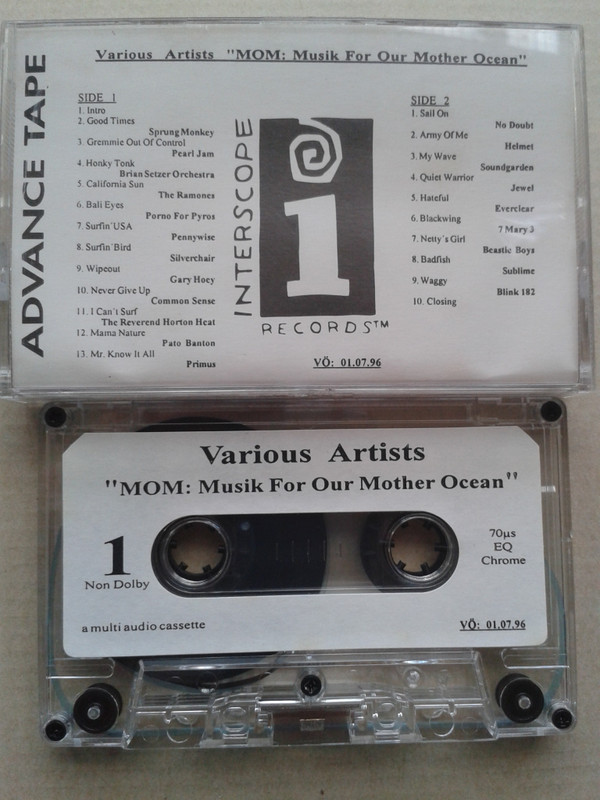 ADVANCE TAPE
Various Artists "MOM: Musik For Our Mother Ocean"
SIDE 1
1. Intro
2. Good Times
Sprung Monkey
3. Gremmie Out Of Control
Pearl Jam
4. Honky Tonk
Brian Setzer Orchestra
5. California Sun
The Ramones
6. Bali Eyes
Porno For Pyros
7. Surfin´USA
Pennywise
8. Surfin´Bird
Silverchair
9. Wipeout
Gary Hoey
10. Never Give Up
Common Sense
11. I Can´t Surf
The Reverend Horton Heat
12. Mama Nature
Pato Banton
13. Mr. Know It All
Primus
INTERSCOPE
i
RECORDS™
VÖ: 01.07.96
SIDE 2
1. Sail On
No Doubt
2. Army Of Me
Helmet
3. My Wave
Soundgarden
4. Quiet Warrior
Jewel
5. Hateful
Everclear
6. Blackwing
7 Mary 3
7. Netty´s Girl
Beastie Boys
8. Badfish
Sublime
9. Waggy
Blink 182
10. Closing
Various Artists
"MOM: Musik For Our Mother Ocean"
1
Non Dolby
70µs
EQ
Chrome
a multi audio cassette
VÖ: 01.07.96